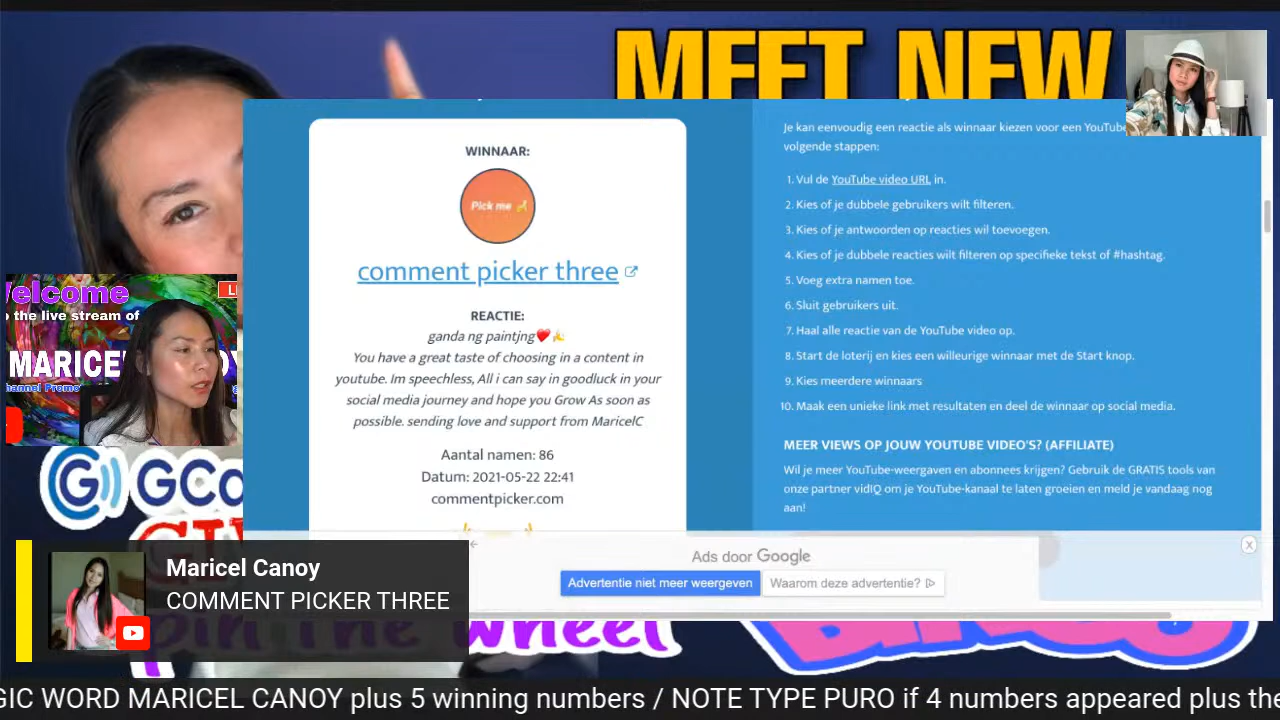 MEET NEW
WINNAAR:
Pick me
comment picker three
REACTIE:
ganda ng paintjng❤️
You have a great taste of choosing in a content in
youtube. Im speechless, All i can say in goodluck in your
social media journey and hope you Grow As soon as
possible. sending love and support from MaricelC
Aantal namen: 86
Datum: 2021-05-22 22:41
commentpicker.com
Je kan eenvoudig een reactie als winnaar kiezen voor een YouTube
volgende stappen:
1. Vul de YouTube video URL in.
2. Kies of je dubbele gebruikers wilt filteren.
3. Kies of je antwoorden op reacties wil toevoegen.
4. Kies of je dubbele reacties wilt filteren op specifieke tekst of #hashtag.
5. Voeg extra namen toe.
6. Sluit gebruikers uit.
7. Haal alle reactie van de YouTube video op.
8. Start de loterij en kies een willeurige winnaar met de Start knop.
9. Kies meerdere winnaars
10. Maak een unieke link met resultaten en deel de winnaar op social media.
MEER VIEWS OP JOUW YOUTUBE VIDEO'S? (AFFILIATE)
Wil je meer YouTube-weergaven en abonnees krijgen? Gebruik de GRATIS tools van
onze partner vidIQ om je YouTube-kanaal te laten groeien en meld je vandaag nog
aan!
Ads door Google
Advertentie niet meer weergeven
Waarom deze advertentie?
elcome
o the live stream of
MARICE OY
hannel Promo
GCa
Maricel Canoy
COMMENT PICKER THREE
pin the wheel
GIC WORD MARICEL CANOY plus 5 winning numbers / NOTE TYPE PURO if 4 numbers appeared plus the